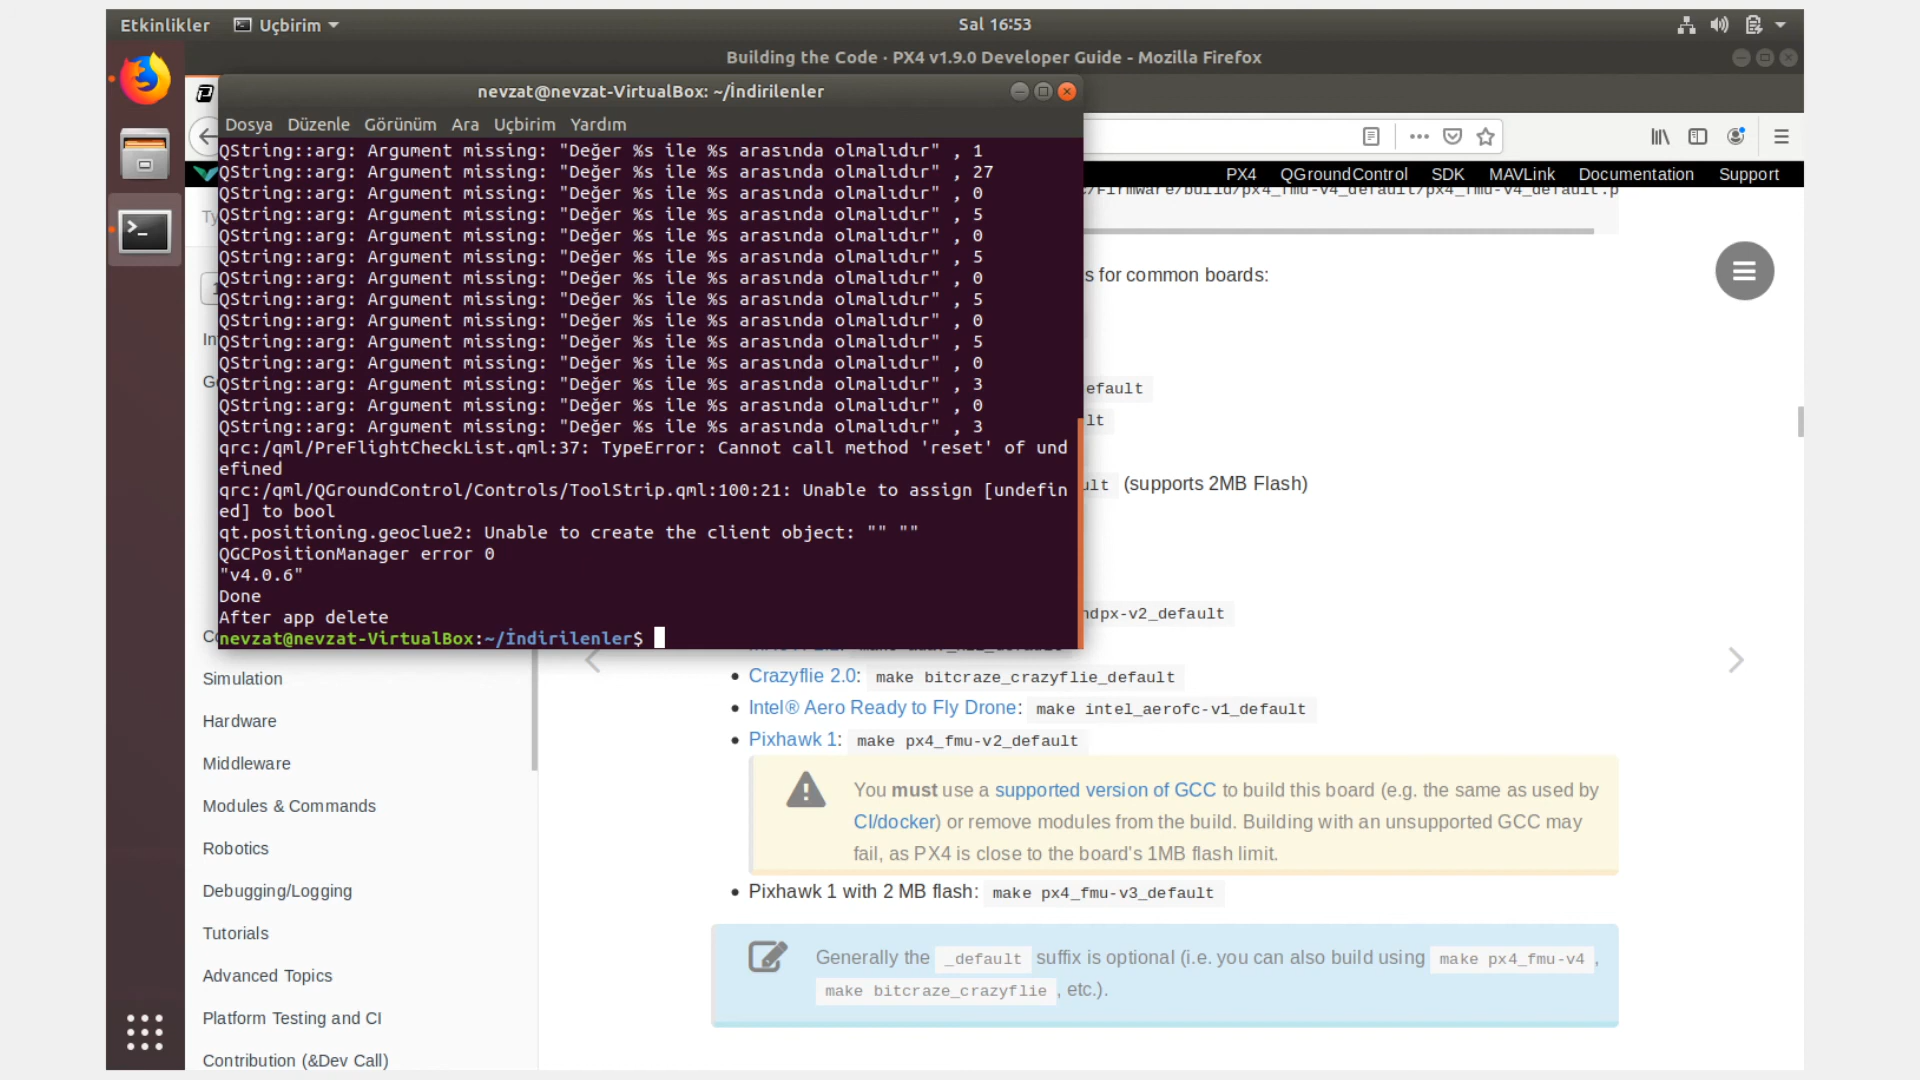 Etkinlikler
Uçbirim
Sal 16:53
Building the Code · PX4 v1.9.0 Developer Guide - Mozilla Firefox
nevzat@nevzat-VirtualBox: ~/İndirilenler
Dosya Düzenle Görünüm Ara Uçbirim Yardım
QString::arg: Argument missing: "Değer %s ile %s arasında olmalıdır" , 1
QString::arg: Argument missing: "Değer %s ile %s arasında olmalıdır" , 27
QString::arg: Argument missing: "Değer %s ile %s arasında olmalıdır" , 0
QString::arg: Argument missing: "Değer %s ile %s arasında olmalıdır" , 5
QString::arg: Argument missing: "Değer %s ile %s arasında olmalıdır" , 0
QString::arg: Argument missing: "Değer %s ile %s arasında olmalıdır" , 5
QString::arg: Argument missing: "Değer %s ile %s arasında olmalıdır" , 0
QString::arg: Argument missing: "Değer %s ile %s arasında olmalıdır" , 5
QString::arg: Argument missing: "Değer %s ile %s arasında olmalıdır" , 0
QString::arg: Argument missing: "Değer %s ile %s arasında olmalıdır" , 5
QString::arg: Argument missing: "Değer %s ile %s arasında olmalıdır" , 0
QString::arg: Argument missing: "Değer %s ile %s arasında olmalıdır" , 3
QString::arg: Argument missing: "Değer %s ile %s arasında olmalıdır" , 0
QString::arg: Argument missing: "Değer %s ile %s arasında olmalıdır" , 3
qrc:/qml/PreFlightCheckList.qml:37: TypeError: Cannot call method 'reset' of und
efined
qrc:/qml/QGroundControl/Controls/ToolStrip.qml:100:21: Unable to assign [undefin
ed] to bool
qt.positioning.geoclue2: Unable to create the client object: "" ""
QGCPositionManager error 0
"v4.0.6"
Done
After app delete
nevzat@nevzat-VirtualBox:~/İndirilenler$
PX4 QGroundControl SDK MAVLink Documentation Support
/Firmware/build/px4_fmu-v4_default/px4_fmu-v4_default.p
s for common boards:
efault
lt
ult (supports 2MB Flash)
ndpx-v2_default
Simulation
Hardware
Middleware
Modules & Commands
Robotics
Debugging/Logging
Tutorials
Advanced Topics
Platform Testing and CI
Contribution (&Dev Call)
Crazyflie 2.0: make bitcraze_crazyflie_default
Intel® Aero Ready to Fly Drone: make intel_aerofc-v1_default
Pixhawk 1: make px4_fmu-v2_default
You must use a supported version of GCC to build this board (e.g. the same as used by
CI/docker) or remove modules from the build. Building with an unsupported GCC may
fail, as PX4 is close to the board's 1MB flash limit.
Pixhawk 1 with 2 MB flash: make px4_fmu-v3_default
Generally the _default suffix is optional (i.e. you can also build using make px4_fmu-v4 ,
make bitcraze_crazyflie , etc.).